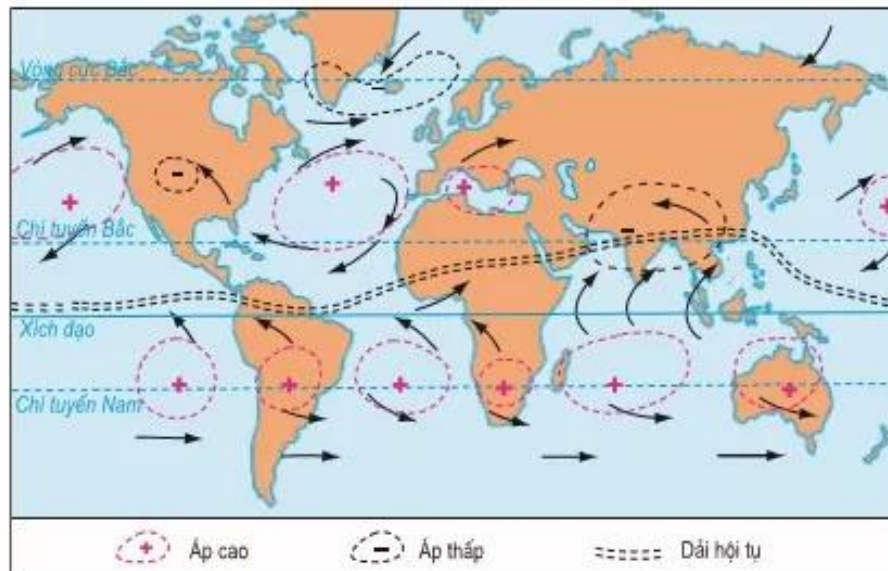 Vòng cực Bắc
Chí tuyến Bắc
Xích đạo
Chí tuyến Nam
Áp cao
Áp thấp
Dải hội tụ